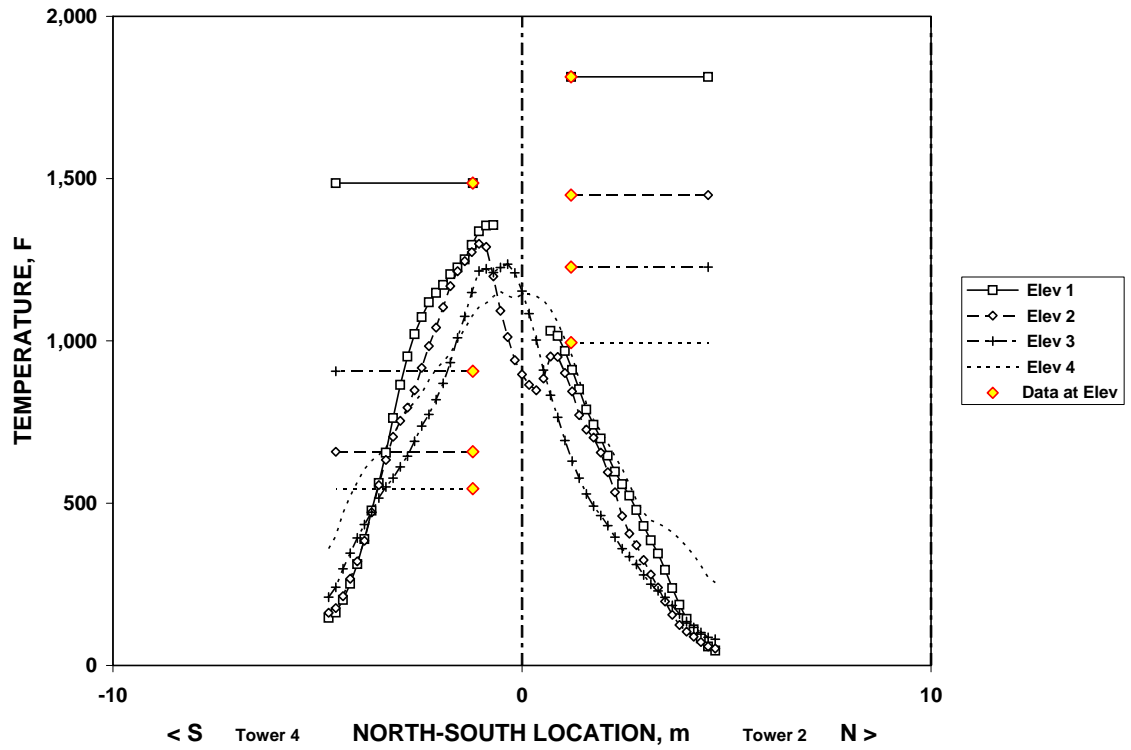 2,000
1,500
1,000
500
0
TEMPERATURE, F
-10
0
10
< S Tower 4 NORTH-SOUTH LOCATION, m Tower 2 N >
Elev 1
Elev 2
Elev 3
Elev 4
Data at Elev